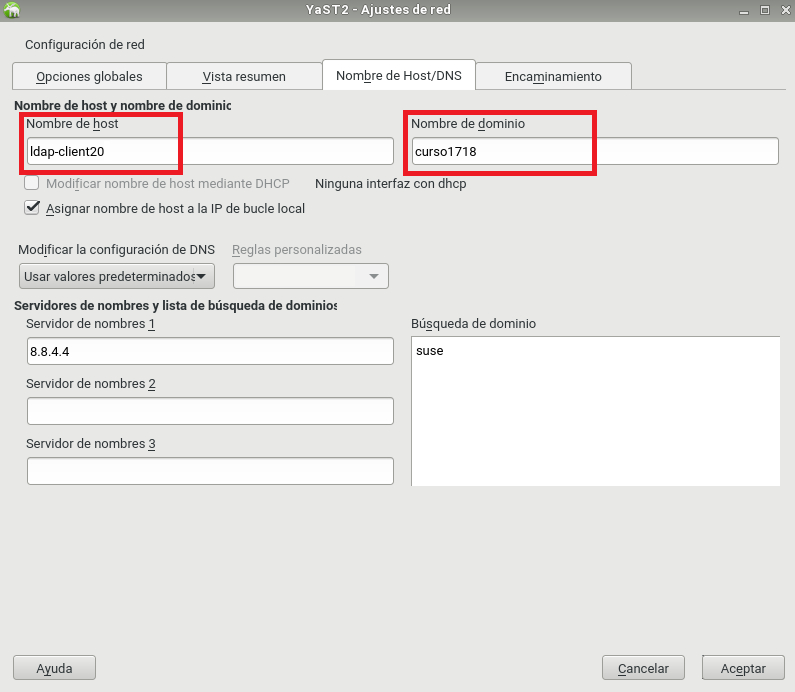 YaST2 - Ajustes de red
Configuración de red
Opciones globales
Vista resumen
Nombre de Host/DNS
Encaminamiento
Nombre de host y nombre de dominic
Nombre de host
Nombre de dominio
ldap-client20
curso1718
Modificar nombre de host mediante DHCP
Ninguna interfaz con dhcp
Asignar nombre de host a la IP de bucle local
Modificar la configuración de DNS
Reglas personalizadas
Usar valores predeterminados
Servidores de nombres y lista de búsqueda de dominios
Servidor de nombres 1
Búsqueda de dominio
8.8.4.4
suse
Servidor de nombres 2
Servidor de nombres 3
Ayuda
Cancelar
Aceptar